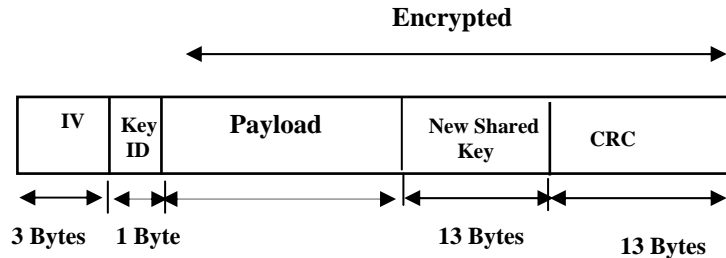 Encrypted
IV
Key
ID
Payload
New Shared
Key
CRC
3 Bytes
1 Byte
13 Bytes
13 Bytes